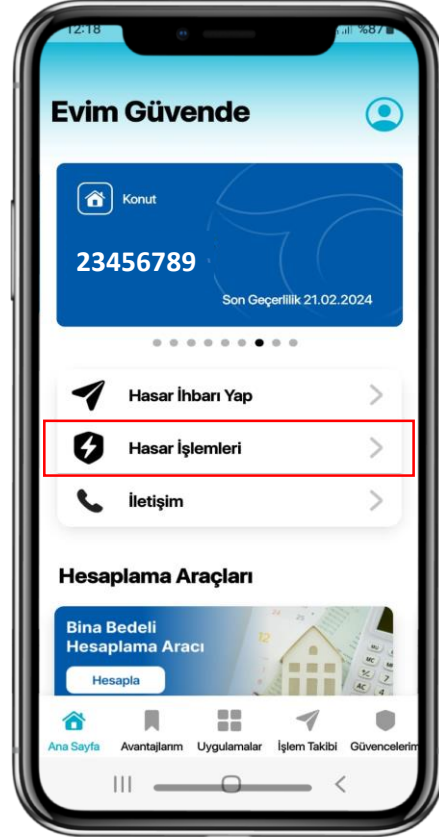 12:18
%87
Evim Güvende
Konut
23456789
Son Geçerlilik 21.02.2024
Hasar İhbarı Yap
Hasar İşlemleri
İletişim
Hesaplama Araçları
Bina Bedeli
Hesaplama Aracı
Hesapla
Ana Sayfa Avantajlarım Uygulamalar İşlem Takibi Güvencelerim